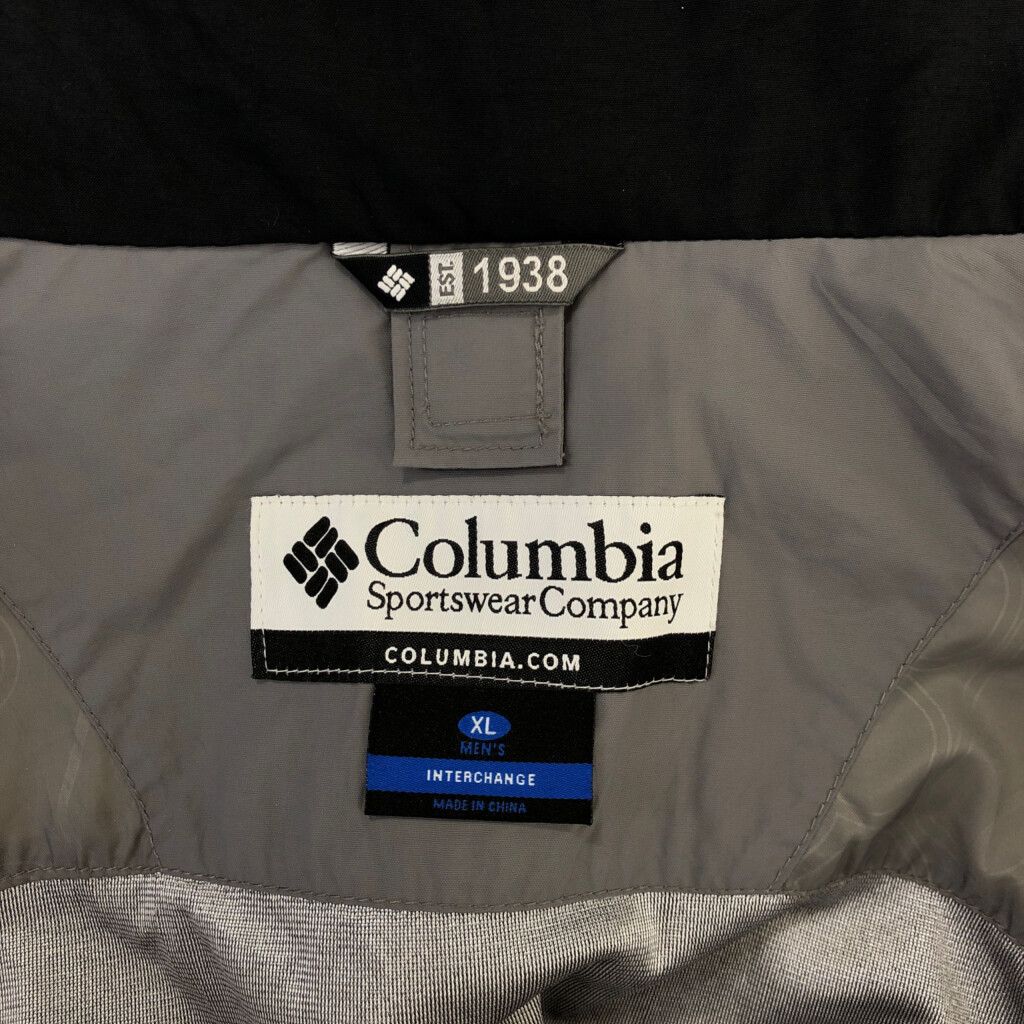 EST. 1938
Columbia
Sportswear Company
COLUMBIA.COM
XL
MEN'S
INTERCHANGE
MADE IN CHINA